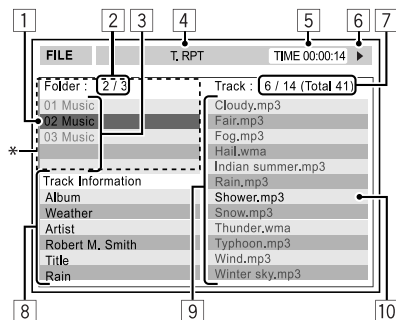 1 2 3 4 5 6 7
FILE T. RPT TIME 00:00:14
Folder : 2 / 3 Track : 6 / 14 (Total 41)
01 Music
02 Music
03 Music
*
Cloudy.mp3
Fair.mp3
Fog.mp3
Hail.wma
Indian summer.mp3
Rain.mp3
Shower.mp3
Snow.mp3
Thunder.wma
Typhoon.mp3
Wind.mp3
Winter sky.mp3
Track Information
Album
Weather
Artist
Robert M. Smith
Title
Rain
8 9 10